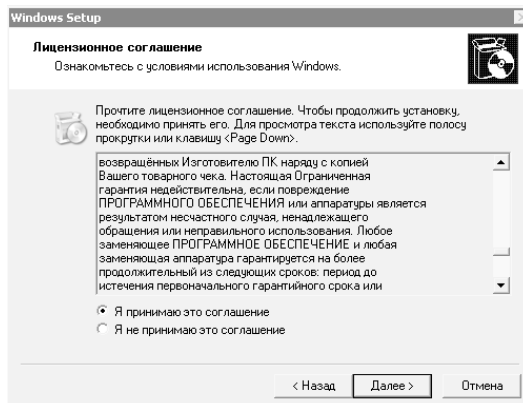 Windows Setup
Лицензионное соглашение
Ознакомьтесь с условиями использования Windows.
Прочтите лицензионное соглашение. Чтобы продолжить установку,
необходимо принять его. Для просмотра текста используйте полосу
прокрутки или клавишу <Page Down>.
возвращённых Изготовителю ПК наряду с копией
Вашего товарного чека. Настоящая Ограниченная
гарантия недействительна, если повреждение
ПРОГРАММНОГО ОБЕСПЕЧЕНИЯ или аппаратуры является
результатом несчастного случая, ненадлежащего
обращения или неправильного использования. Любое
заменяющее ПРОГРАММНОЕ ОБЕСПЕЧЕНИЕ и любая
заменяющая аппаратура гарантируется на более
продолжительный из следующих сроков: период до
истечения первоначального гарантийного срока или
Я принимаю это соглашение
Я не принимаю это соглашение
< Назад
Далее >
Отмена